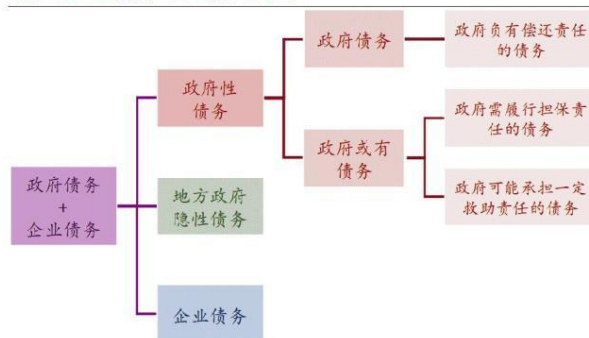 政府债务
+
企业债务
政府性
债务
地方政府
隐性债务
企业债务
政府债务
政府或有
债务
政府负有偿还责任
的债务
政府需履行担保责
任的债务
政府可能承担一定
救助责任的债务